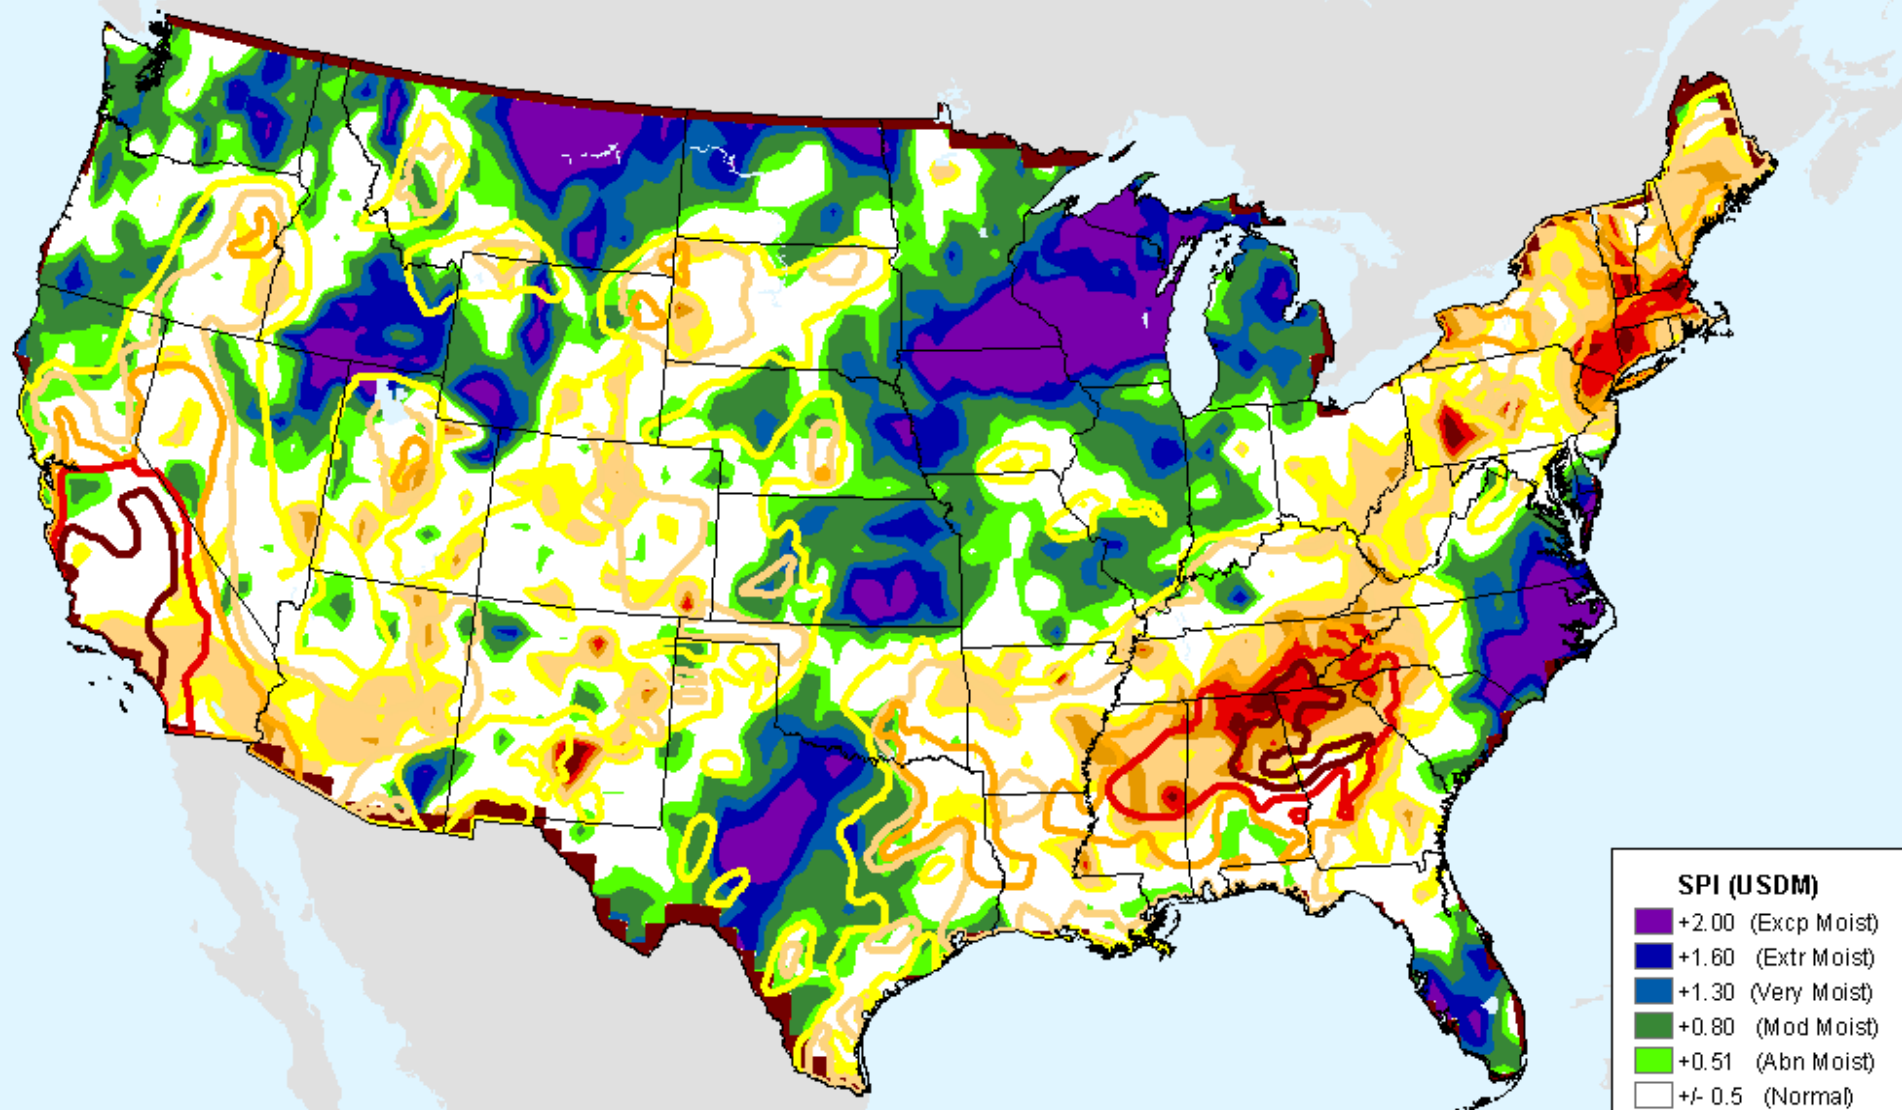 SPI (USDM)
+2.00 (Excp Moist)
+1.60 (Extr Moist)
+1.30 (Very Moist)
+0.80 (Mod Moist)
+0.51 (Abn Moist)
+/- 0.5 (Normal)